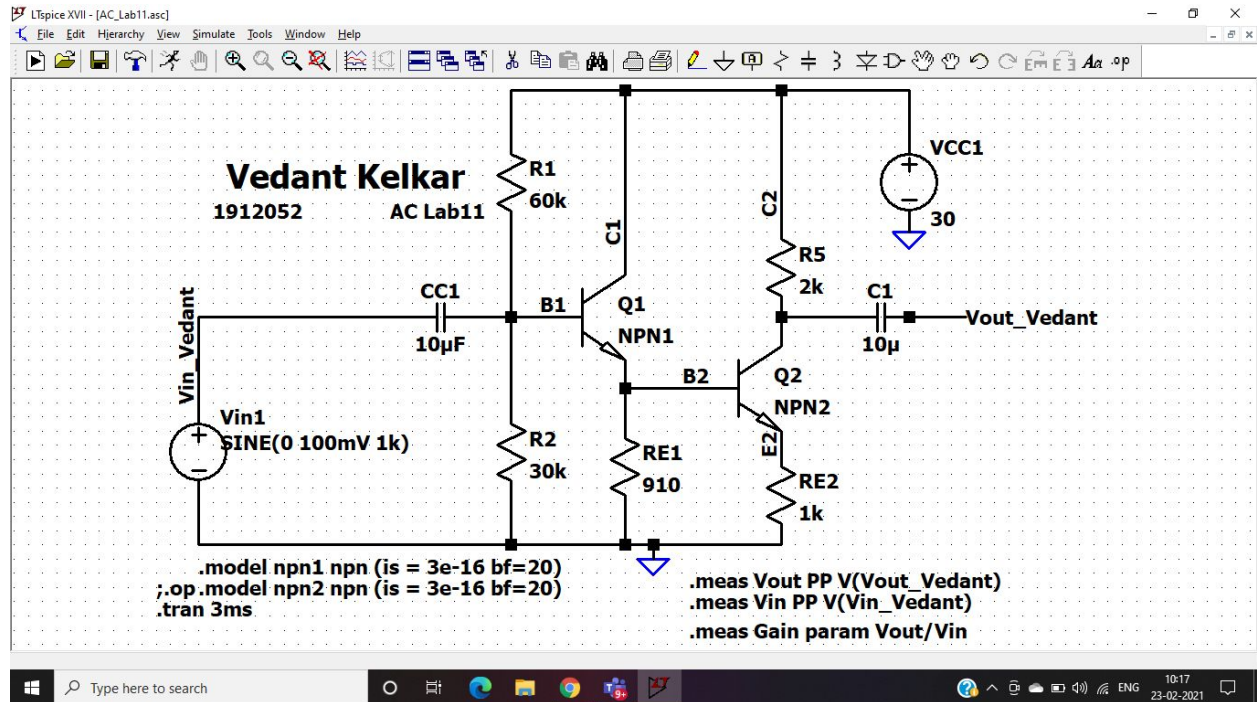 LTspice XVII - [AC_Lab11.asc]
File Edit Hierarchy View Simulate Tools Window Help
Vedant Kelkar
1912052 AC Lab11
R1
60k
C1
C2
VCC1
30
R5
2k
Vin_Vedant
CC1
10µF
B1
Q1
NPN1
C1
10µ
Vout_Vedant
B2
Q2
NPN2
Vin1
SINE(0 100mV 1k)
R2
30k
RE1
910
E2
RE2
1k
.model npn1 npn (is = 3e-16 bf=20)
;.op .model npn2 npn (is = 3e-16 bf=20)
.tran 3ms
.meas Vout PP V(Vout_Vedant)
.meas Vin PP V(Vin_Vedant)
.meas Gain param Vout/Vin
Type here to search
ENG
10:17
23-02-2021